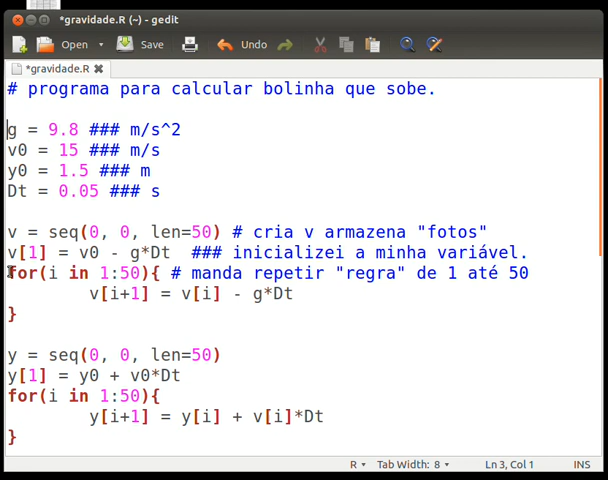 *gravidade.R (~) - gedit
Open Save Undo
*gravidade.R
# programa para calcular bolinha que sobe.
g = 9.8 ### m/s^2
v0 = 15 ### m/s
y0 = 1.5 ### m
Dt = 0.05 ### s
v = seq(0, 0, len=50) # cria v armazena "fotos"
v[1] = v0 - g*Dt  ### inicializei a minha variável.
for(i in 1:50){ # manda repetir "regra" de 1 até 50
        v[i+1] = v[i] - g*Dt
}
y = seq(0, 0, len=50)
y[1] = y0 + v0*Dt
for(i in 1:50){
        y[i+1] = y[i] + v[i]*Dt
}
R Tab Width: 8 Ln 3, Col 1 INS